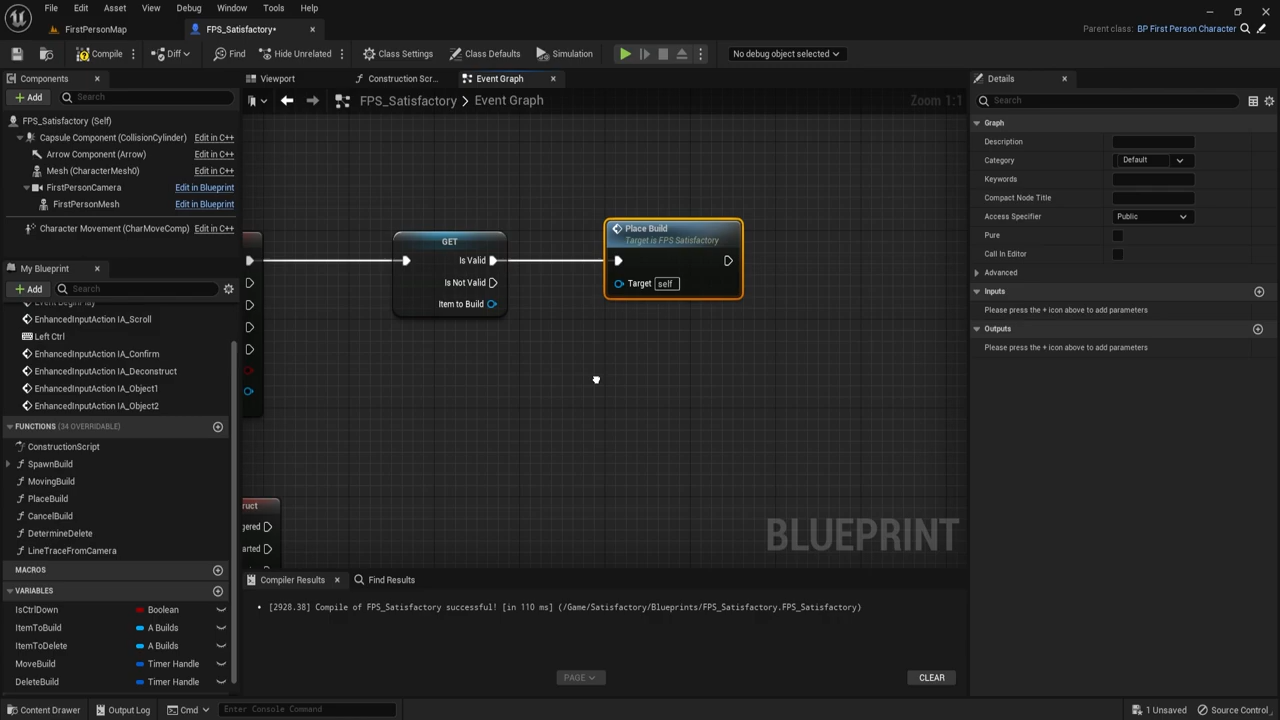 File Edit Asset View Debug Window Tools Help
FirstPersonMap
FPS_Satisfactory*
Parent class: BP First Person Character
Compile
Diff
Find
Hide Unrelated
Class Settings
Class Defaults
Simulation
No debug object selected
Components
Viewport
Construction Scr...
Event Graph
Details
Add
Search
FPS_Satisfactory > Event Graph
Zoom 1:1
Search
FPS_Satisfactory (Self)
Capsule Component (CollisionCylinder) Edit in C++
Arrow Component (Arrow) Edit in C++
Mesh (CharacterMesh0) Edit in C++
FirstPersonCamera Edit in Blueprint
FirstPersonMesh Edit in Blueprint
Character Movement (CharMoveComp) Edit in C++
My Blueprint
Add
Search
Event BeginPlay
EnhancedInputAction IA_Scroll
Left Ctrl
EnhancedInputAction IA_Confirm
EnhancedInputAction IA_Deconstruct
EnhancedInputAction IA_Object1
EnhancedInputAction IA_Object2
FUNCTIONS (34 OVERRIDABLE)
ConstructionScript
SpawnBuild
MovingBuild
PlaceBuild
CancelBuild
DetermineDelete
LineTraceFromCamera
MACROS
VARIABLES
IsCtrlDown Boolean
ItemToBuild A Builds
ItemToDelete A Builds
MoveBuild Timer Handle
DeleteBuild Timer Handle
GET
Is Valid
Is Not Valid
Item to Build
Place Build
Target is FPS Satisfactory
Target self
ruct
gered
arted
BLUEPRINT
Compiler Results
Find Results
[2928.38] Compile of FPS_Satisfactory successful! [in 110 ms] (/Game/Satisfactory/Blueprints/FPS_Satisfactory.FPS_Satisfactory)
PAGE
CLEAR
Graph
Description
Category Default
Keywords
Compact Node Title
Access Specifier Public
Pure
Call In Editor
Advanced
Inputs
Please press the + icon above to add parameters
Outputs
Please press the + icon above to add parameters
Content Drawer
Output Log
Cmd
Enter Console Command
1 Unsaved
Source Control